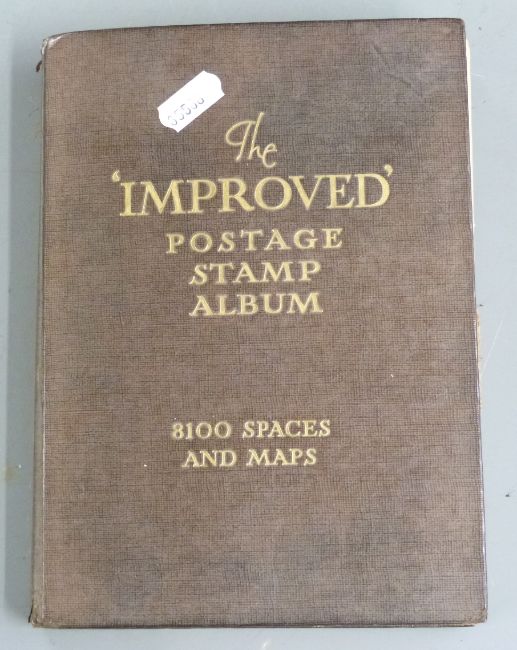 The
'IMPROVED'
POSTAGE
STAMP
ALBUM
8100 SPACES
AND MAPS